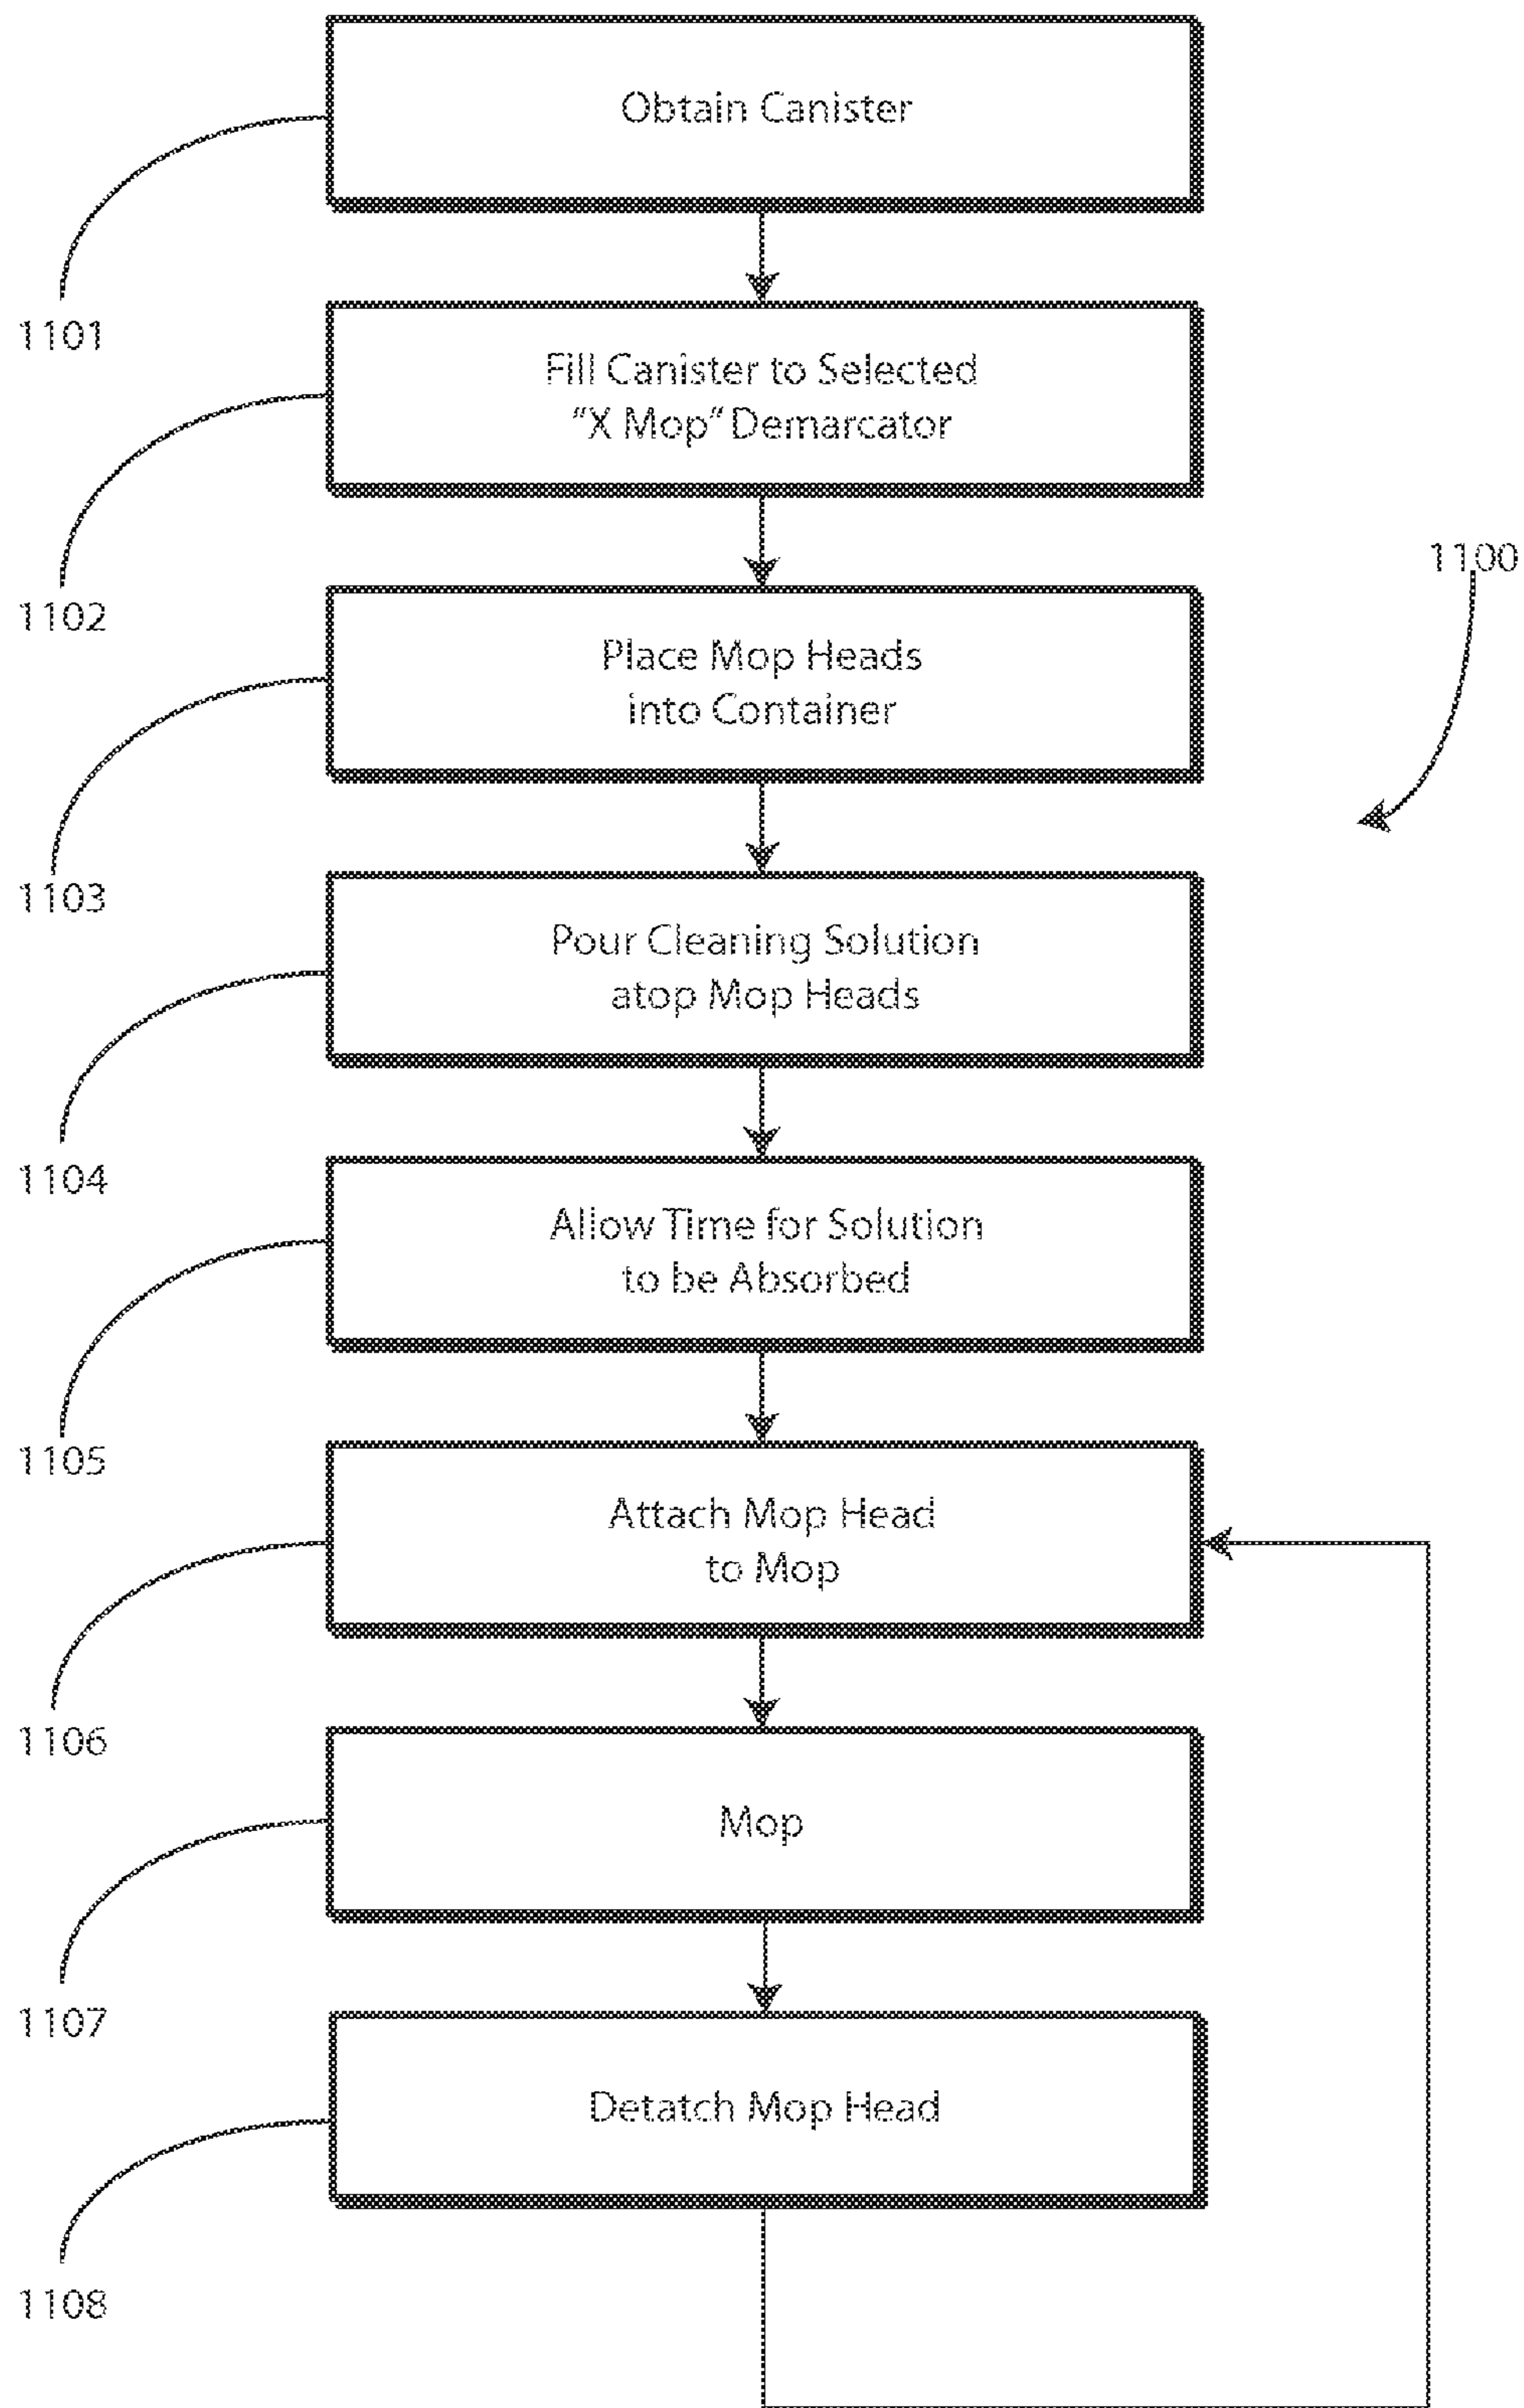 Obtain Canister
1101
Fill Canister to Selected
"X Mop" Demarcator
1102
1100
Place Mop Heads
into Container
1103
Pour Cleaning Solution
atop Mop Heads
1104
Allow Time for Solution
to be Absorbed
1105
Attach Mop Head
to Mop
1106
Mop
1107
Detatch Mop Head
1108